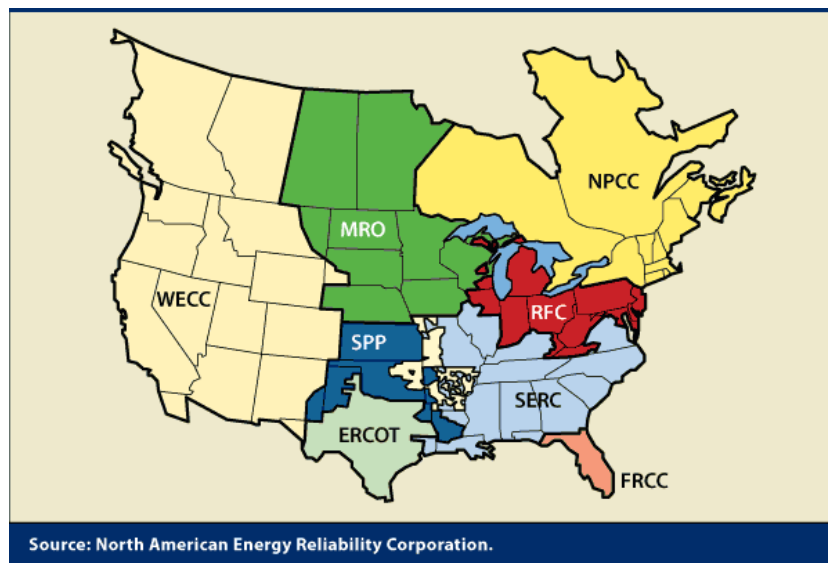 NPCC
MRO
WECC
RFC
SPP
SERC
ERCOT
FRCC
Source: North American Energy Reliability Corporation.